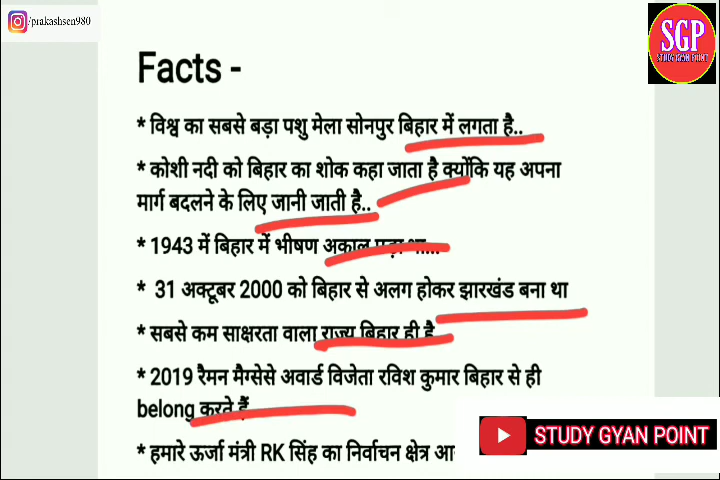 /prakashsen980
SGP
STUDY GYAN POINT
Facts -
* विश्व का सबसे बड़ा पशु मेला सोनपुर बिहार में लगता है..
* कोशी नदी को बिहार का शोक कहा जाता है क्योंकि यह अपना
मार्ग बदलने के लिए जानी जाती है..
* 1943 में बिहार में भीषण अकाल पड़ा था...
* 31 अक्टूबर 2000 को बिहार से अलग होकर झारखंड बना था
* सबसे कम साक्षरता वाला राज्य बिहार ही है
* 2019 रैमन मैग्सेसे अवार्ड विजेता रविश कुमार बिहार से ही
belong करते हैं
* हमारे ऊर्जा मंत्री RK सिंह का निर्वाचन क्षेत्र
STUDY GYAN POINT